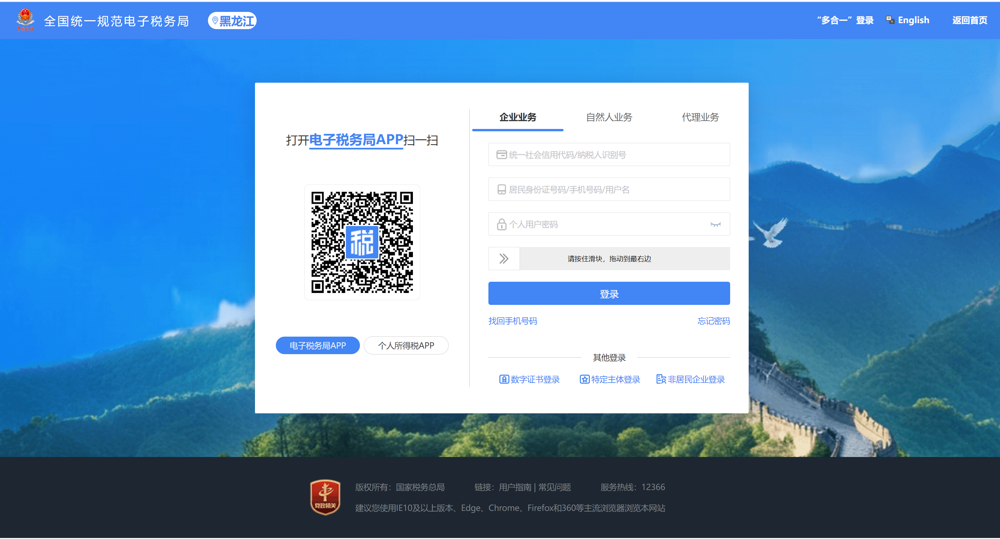 全国统一规范电子税务局
黑龙江
“多合一”登录
English
返回首页
打开电子税务局APP扫一扫
税
电子税务局APP
个人所得税APP
企业业务
自然人业务
代理业务
统一社会信用代码/纳税人识别号
居民身份证号码/手机号码/用户名
个人用户密码
请按住滑块，拖动到最右边
登录
找回手机号码
忘记密码
其他登录
数字证书登录
特定主体登录
非居民企业登录
党政机关
版权所有：国家税务总局
链接：用户指南 | 常见问题
服务热线：12366
建议您使用IE10及以上版本、Edge、Chrome、Firefox和360等主流浏览器浏览本网站